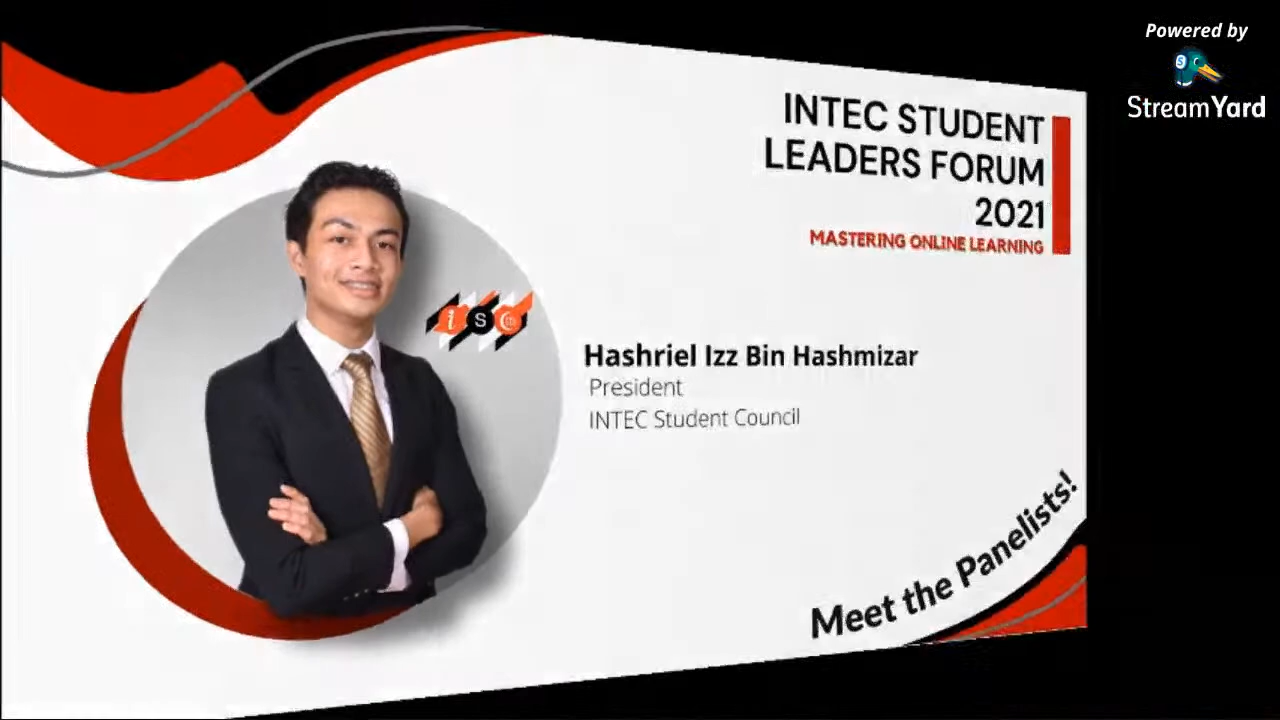 Powered by
StreamYard
INTEC STUDENT
LEADERS FORUM
2021
MASTERING ONLINE LEARNING
isc
Hashriel Izz Bin Hashmizar
President
INTEC Student Council
Meet the Panelists!